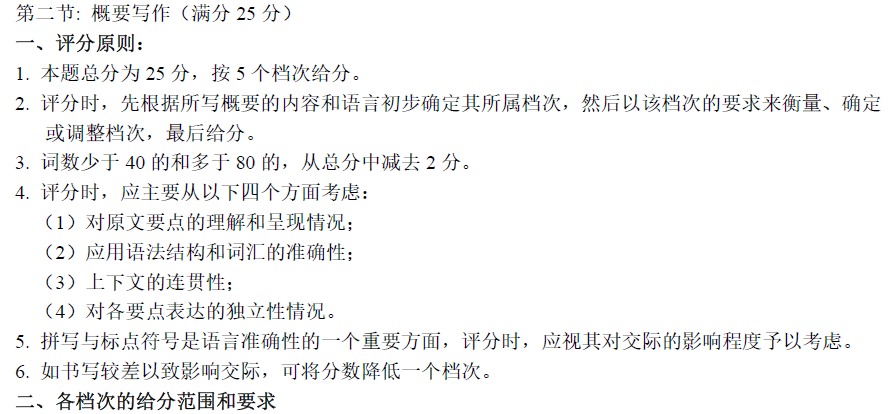 第二节: 概要写作（满分 25 分）
一、评分原则：
1. 本题总分为 25 分，按 5 个档次给分。
2. 评分时，先根据所写概要的内容和语言初步确定其所属档次，然后以该档次的要求来衡量、确定
或调整档次，最后给分。
3. 词数少于 40 的和多于 80 的，从总分中减去 2 分。
4. 评分时，应主要从以下四个方面考虑：
（1）对原文要点的理解和呈现情况；
（2）应用语法结构和词汇的准确性；
（3）上下文的连贯性；
（4）对各要点表达的独立性情况。
5. 拼写与标点符号是语言准确性的一个重要方面，评分时，应视其对交际的影响程度予以考虑。
6. 如书写较差以致影响交际，可将分数降低一个档次。
二、各档次的给分范围和要求